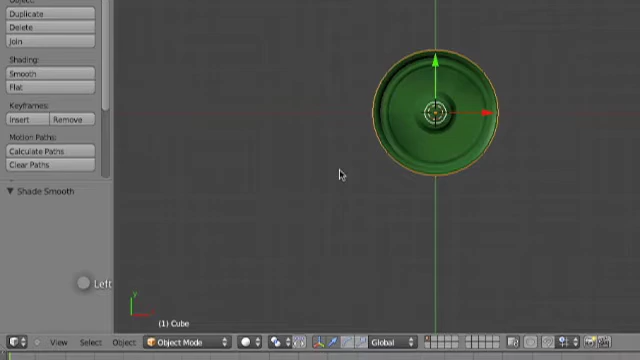 Object:
Duplicate
Delete
Join
Shading:
Smooth
Flat
Keyframes:
Insert Remove
Motion Paths:
Calculate Paths
Clear Paths
Shade Smooth
Left
y
(1) Cube
View Select Object Object Mode Global